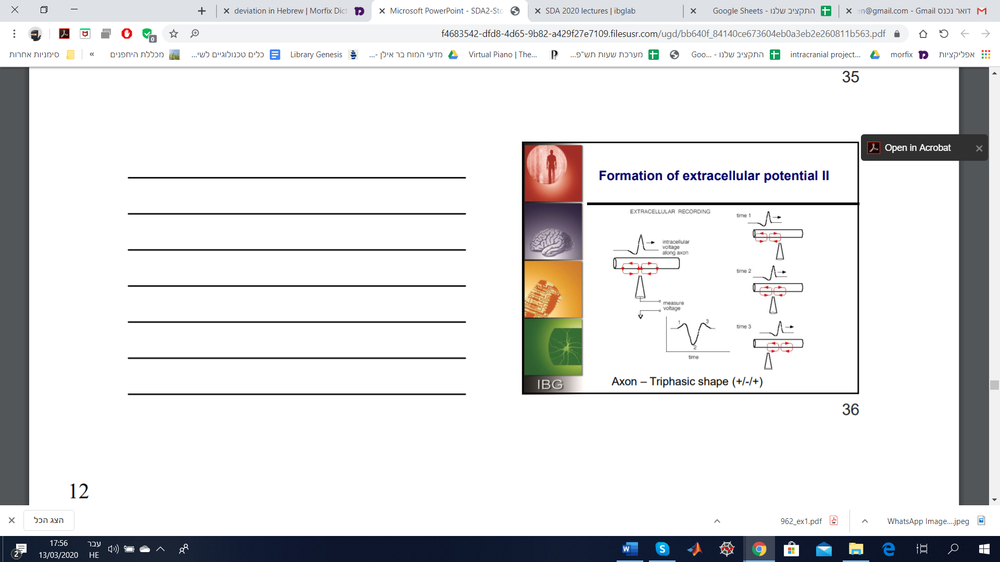 deviation in Hebrew | Morfix Dict
Microsoft PowerPoint - SDA2-Sto
SDA 2020 lectures | ibglab
התקציב שלנו - Google Sheets
דואר נכנס - en@gmail.com - Gmail
0
f4683542-dfd8-4d65-9b82-a429f27e7109.filesusr.com/ugd/bb640f_84140ce673604eb0a3eb2e260811b563.pdf
אפליקציות
morfix
intracranial project...
התקציב שלנו - Goo...
מערכת שעות תש"פ...
Virtual Piano | The...
מדעי המוח בר אילן -...
Library Genesis
כלים טכנולוגיים לשי...
מכללת היחפנים
«
סימניות אחרות
35
Open in Acrobat
Formation of extracellular potential II
EXTRACELLULAR RECORDING
intracellular
voltage
along axon
measure
voltage
1
3
2
time
time 1
time 2
time 3
Axon – Triphasic shape (+/-/+)
IBG
36
12
הצג הכל
962_ex1.pdf
WhatsApp Image....jpeg
2
17:56
13/03/2020
עבר
HE